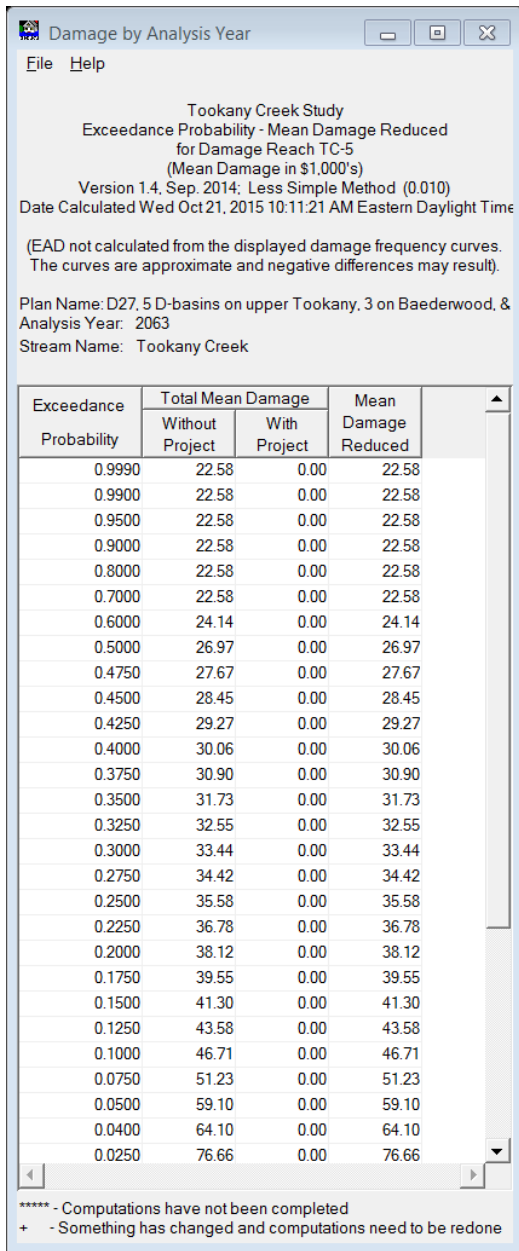 Damage by Analysis Year
File Help
Tookany Creek Study
Exceedance Probability - Mean Damage Reduced
for Damage Reach TC-5
(Mean Damage in $1,000's)
Version 1.4, Sep. 2014; Less Simple Method (0.010)
Date Calculated Wed Oct 21, 2015 10:11:21 AM Eastern Daylight Time
(EAD not calculated from the displayed damage frequency curves.
The curves are approximate and negative differences may result).
Plan Name: D27, 5 D-basins on upper Tookany, 3 on Baederwood, &
Analysis Year: 2063
Stream Name: Tookany Creek
Exceedance Probability Total Mean Damage Mean Damage Reduced
Without Project With Project
0.9990 22.58 0.00 22.58
0.9900 22.58 0.00 22.58
0.9500 22.58 0.00 22.58
0.9000 22.58 0.00 22.58
0.8000 22.58 0.00 22.58
0.7000 22.58 0.00 22.58
0.6000 24.14 0.00 24.14
0.5000 26.97 0.00 26.97
0.4750 27.67 0.00 27.67
0.4500 28.45 0.00 28.45
0.4250 29.27 0.00 29.27
0.4000 30.06 0.00 30.06
0.3750 30.90 0.00 30.90
0.3500 31.73 0.00 31.73
0.3250 32.55 0.00 32.55
0.3000 33.44 0.00 33.44
0.2750 34.42 0.00 34.42
0.2500 35.58 0.00 35.58
0.2250 36.78 0.00 36.78
0.2000 38.12 0.00 38.12
0.1750 39.55 0.00 39.55
0.1500 41.30 0.00 41.30
0.1250 43.58 0.00 43.58
0.1000 46.71 0.00 46.71
0.0750 51.23 0.00 51.23
0.0500 59.10 0.00 59.10
0.0400 64.10 0.00 64.10
0.0250 76.66 0.00 76.66
***** - Computations have not been completed
+ - Something has changed and computations need to be redone